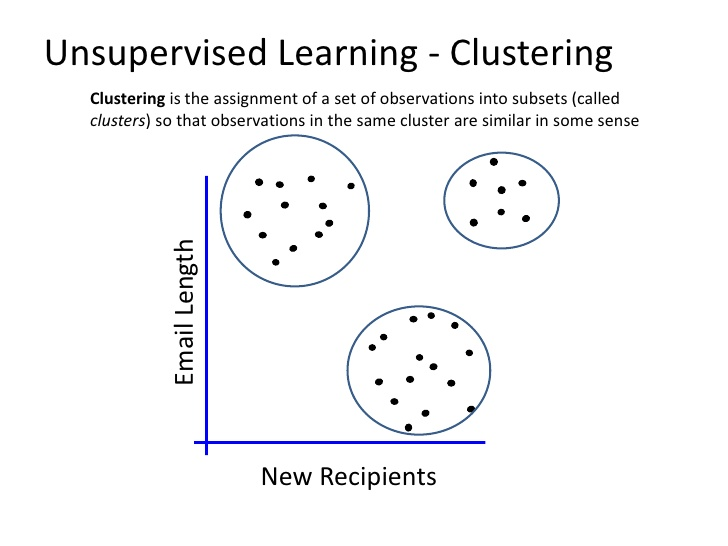 Unsupervised Learning - Clustering
Clustering is the assignment of a set of observations into subsets (called
clusters) so that observations in the same cluster are similar in some sense
Email Length
New Recipients